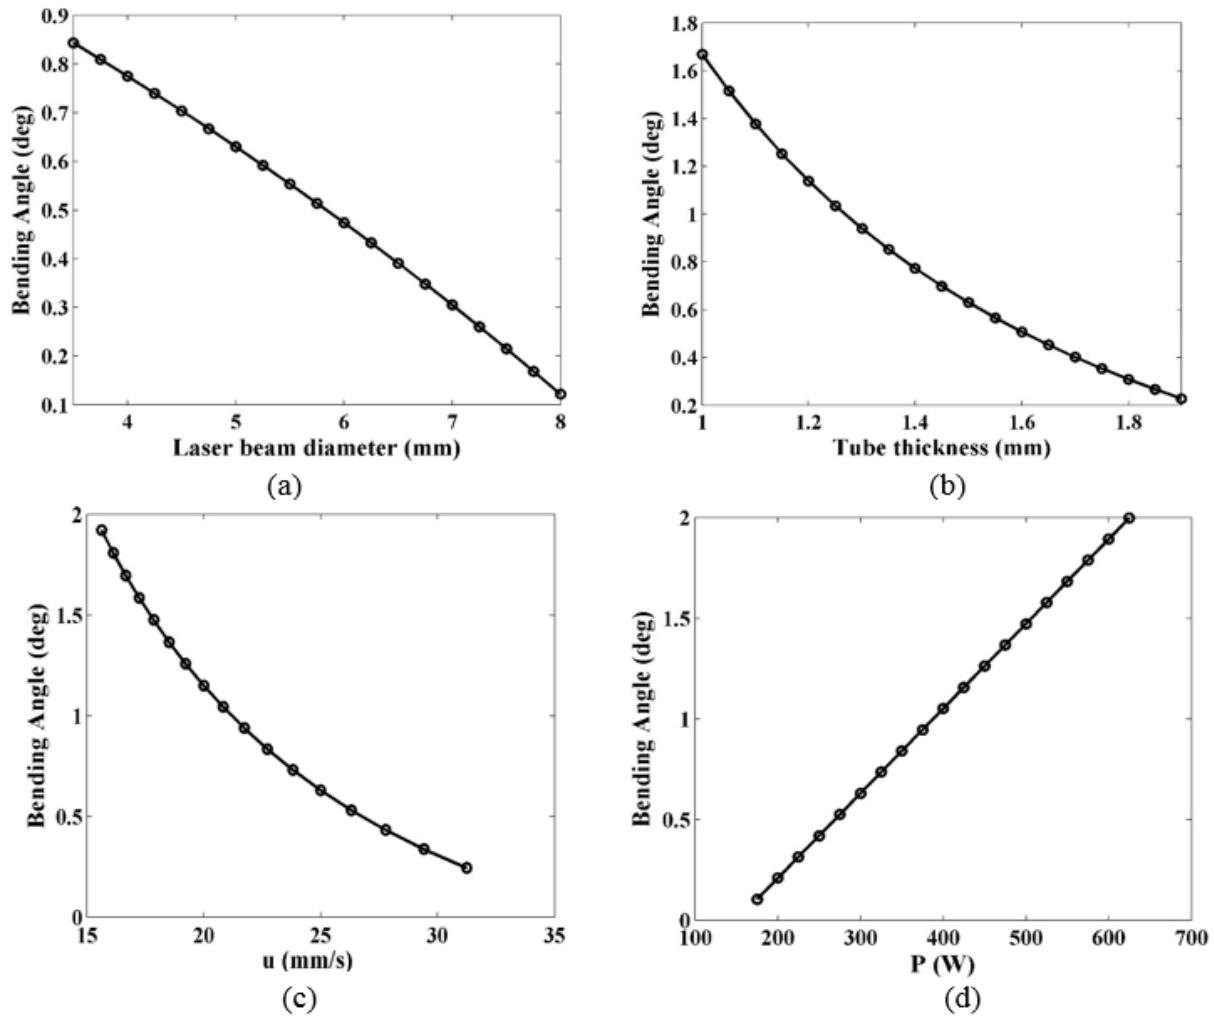 0.9
0.8
0.7
0.6
0.5
0.4
0.3
0.2
0.1
Bending Angle (deg)
4 5 6 7 8
Laser beam diameter (mm)
(a)
1.8
1.6
1.4
1.2
1
0.8
0.6
0.4
0.2
Bending Angle (deg)
1 1.2 1.4 1.6 1.8
Tube thickness (mm)
(b)
2
1.5
1
0.5
0
Bending Angle (deg)
15 20 25 30 35
u (mm/s)
(c)
2
1.5
1
0.5
0
Bending Angle (deg)
100 200 300 400 500 600 700
P (W)
(d)